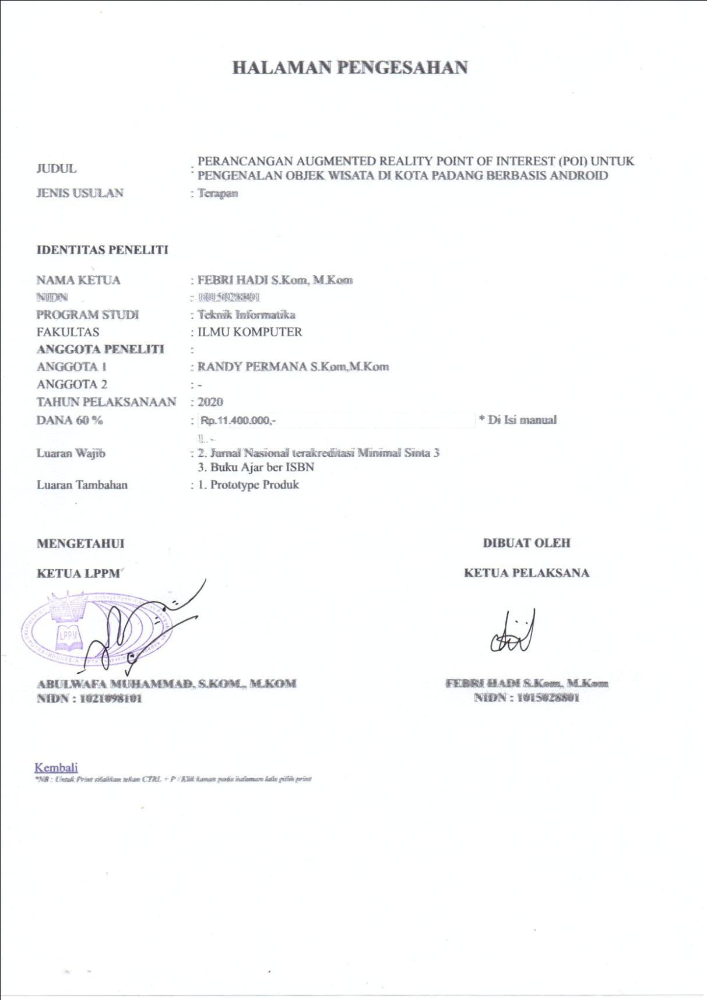 HALAMAN PENGESAHAN
JUDUL : PERANCANGAN AUGMENTED REALITY POINT OF INTEREST (POI) UNTUK
PENGENALAN OBJEK WISATA DI KOTA PADANG BERBASIS ANDROID
JENIS USULAN : Terapan
IDENTITAS PENELITI
NAMA KETUA : FEBRI HADI S.Kom, M.Kom
NIDN : 1015028801
PROGRAM STUDI : Teknik Informatika
FAKULTAS : ILMU KOMPUTER
ANGGOTA PENELITI :
ANGGOTA 1 : RANDY PERMANA S.Kom,M.Kom
ANGGOTA 2 : -
TAHUN PELAKSANAAN : 2020
DANA 60 % : Rp.11.400.000,- * Di Isi manual
1. -
Luaran Wajib : 2. Jurnal Nasional terakreditasi Minimal Sinta 3
3. Buku Ajar ber ISBN
Luaran Tambahan : 1. Prototype Produk
MENGETAHUI
DIBUAT OLEH
KETUA LPPM
KETUA PELAKSANA
LPPM
UNIVERSITAS PUTRA INDONESIA YPTK
ABULWAFA MUHAMMAD, S.KOM., M.KOM
NIDN : 1021098101
FEBRI HADI S.Kom, M.Kom
NIDN : 1015028801
Kembali
*NB : Untuk Print silahkan tekan CTRL + P / Klik kanan pada halaman lalu pilih print